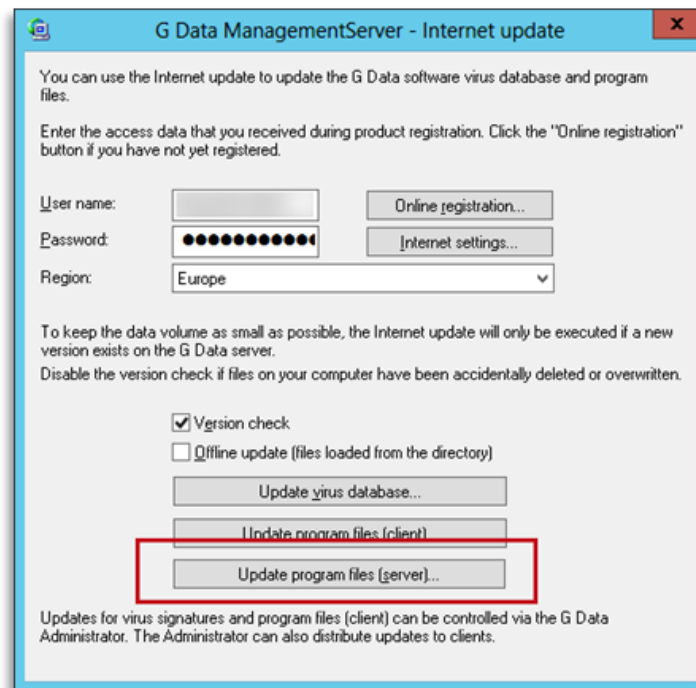 G Data ManagementServer - Internet update
x
You can use the Internet update to update the G Data software virus database and program
files.
Enter the access data that you received during product registration. Click the "Online registration"
button if you have not yet registered.
User name:
Online registration...
Password:
Internet settings...
Region:
Europe
To keep the data volume as small as possible, the Internet update will only be executed if a new
version exists on the G Data server.
Disable the version check if files on your computer have been accidentally deleted or overwritten.
Version check
Offline update (files loaded from the directory)
Update virus database...
Update program files (client)
Update program files (server)...
Updates for virus signatures and program files (client) can be controlled via the G Data
Administrator. The Administrator can also distribute updates to clients.